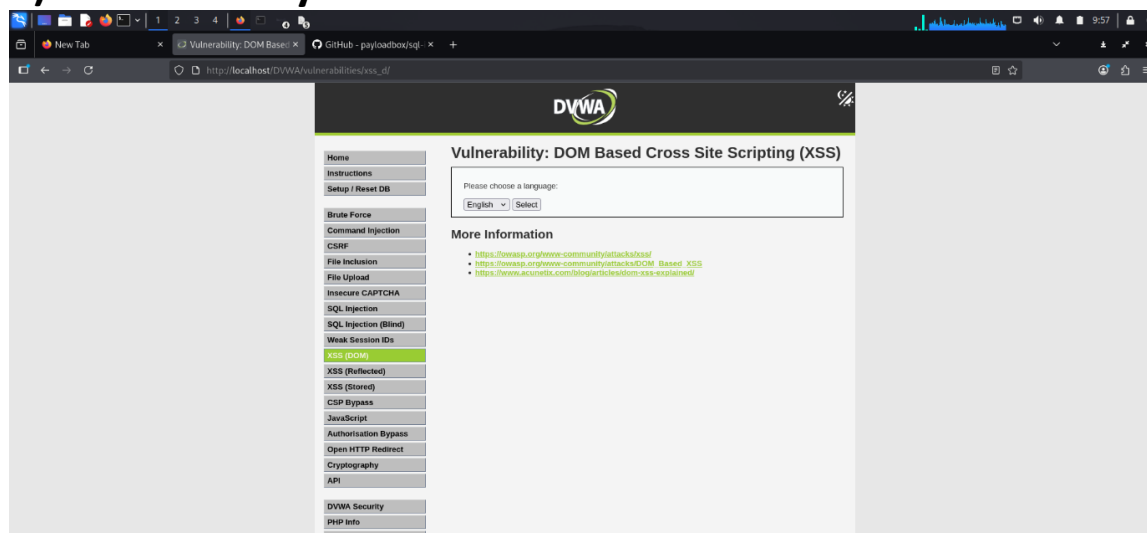 1 2 3 4 9:57
New Tab × Vulnerability: DOM Based × GitHub - payloadbox/sql- × +
http://localhost/DVWA/vulnerabilities/xss_d/
DVWA
Home
Instructions
Setup / Reset DB
Brute Force
Command Injection
CSRF
File Inclusion
File Upload
Insecure CAPTCHA
SQL Injection
SQL Injection (Blind)
Weak Session IDs
XSS (DOM)
XSS (Reflected)
XSS (Stored)
CSP Bypass
JavaScript
Authorisation Bypass
Open HTTP Redirect
Cryptography
API
DVWA Security
PHP Info
Vulnerability: DOM Based Cross Site Scripting (XSS)
Please choose a language:
English Select
More Information
• https://owasp.org/www-community/attacks/xss/
• https://owasp.org/www-community/attacks/DOM_Based_XSS
• https://www.acunetix.com/blog/articles/dom-xss-explained/